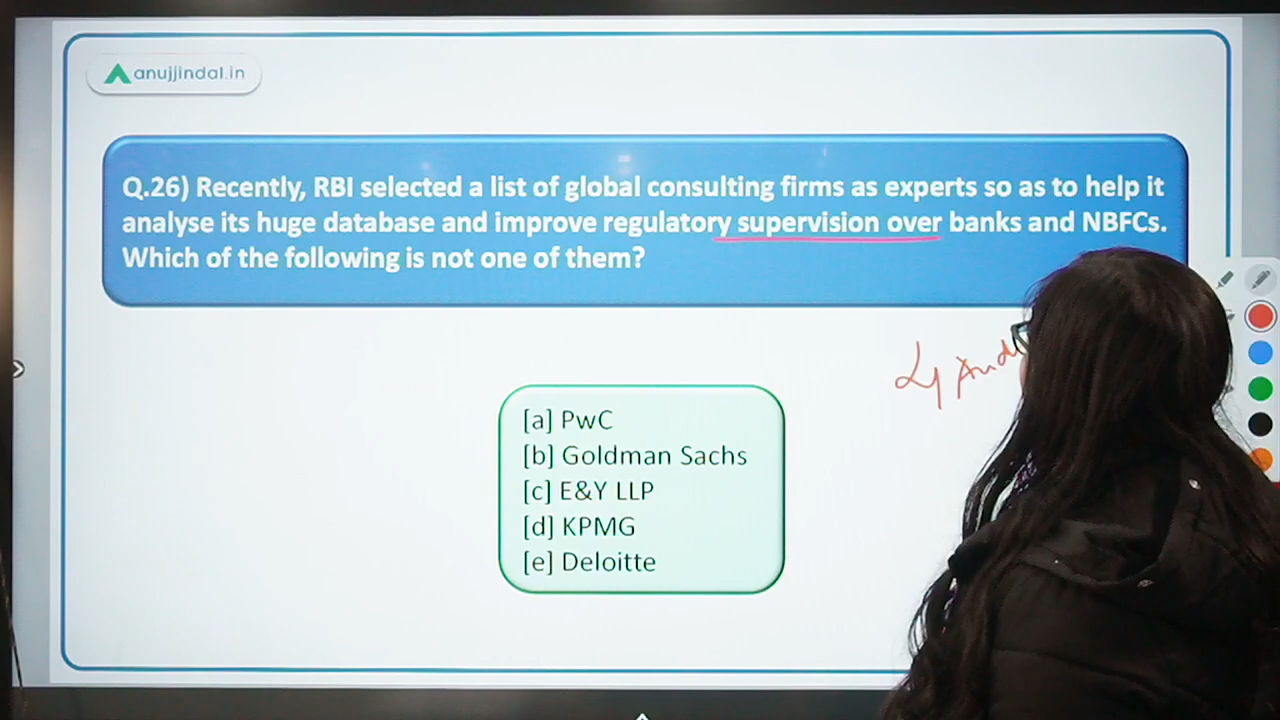 anujjindal.in
Q.26) Recently, RBI selected a list of global consulting firms as experts so as to help it
analyse its huge database and improve regulatory supervision over banks and NBFCs.
Which of the following is not one of them?
[a] PwC
[b] Goldman Sachs
[c] E&Y LLP
[d] KPMG
[e] Deloitte